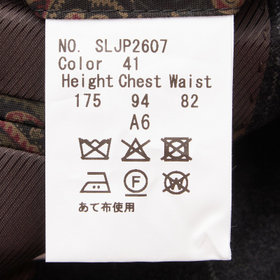 NO. SLJP2607
Color 41
Height Chest Waist
175 94 82
A6
F W
あて布使用